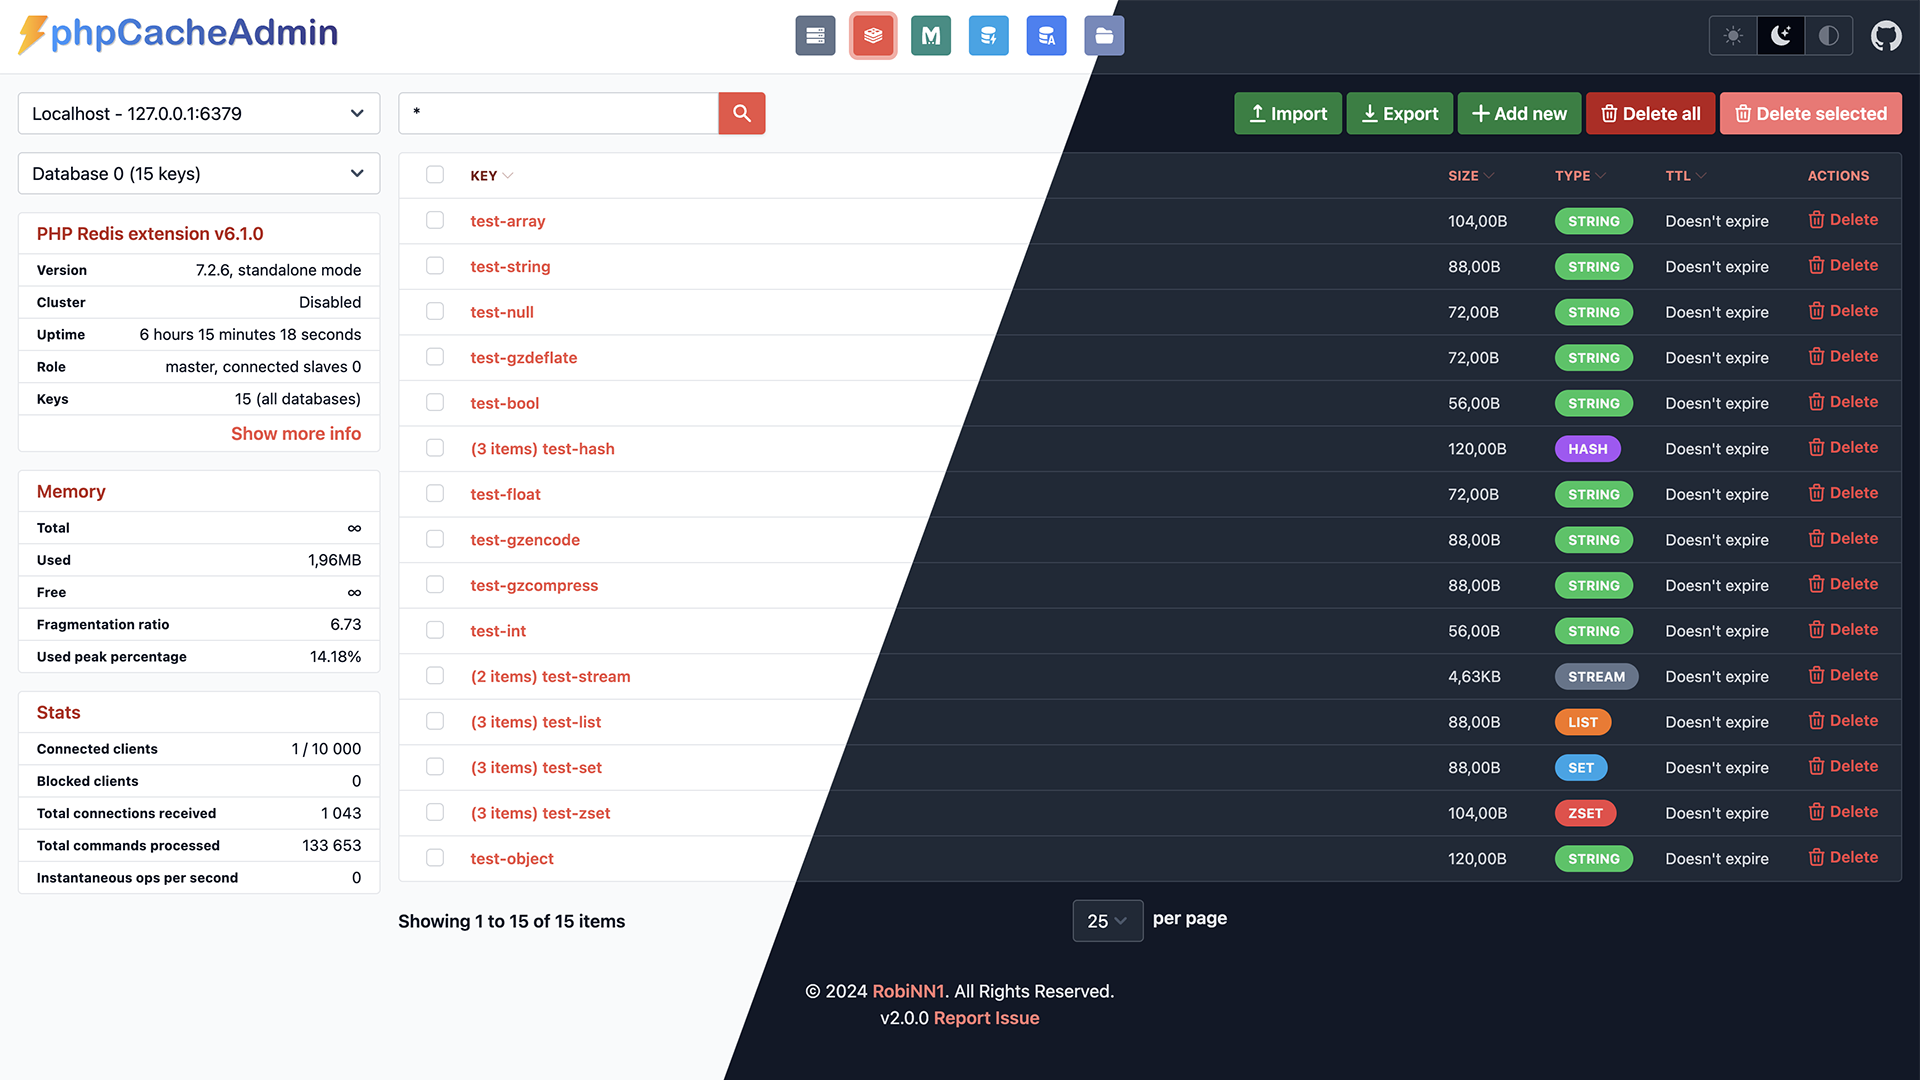 phpCacheAdmin
Localhost - 127.0.0.1:6379
*
Import
Export
Add new
Delete all
Delete selected
Database 0 (15 keys)
PHP Redis extension v6.1.0
Version 7.2.6, standalone mode
Cluster Disabled
Uptime 6 hours 15 minutes 18 seconds
Role master, connected slaves 0
Keys 15 (all databases)
Show more info
Memory
Total ∞
Used 1,96MB
Free ∞
Fragmentation ratio 6.73
Used peak percentage 14.18%
Stats
Connected clients 1 / 10 000
Blocked clients 0
Total connections received 1 043
Total commands processed 133 653
Instantaneous ops per second 0
KEY SIZE TYPE TTL ACTIONS
test-array 104,00B STRING Doesn't expire Delete
test-string 88,00B STRING Doesn't expire Delete
test-null 72,00B STRING Doesn't expire Delete
test-gzdeflate 72,00B STRING Doesn't expire Delete
test-bool 56,00B STRING Doesn't expire Delete
(3 items) test-hash 120,00B HASH Doesn't expire Delete
test-float 72,00B STRING Doesn't expire Delete
test-gzencode 88,00B STRING Doesn't expire Delete
test-gzcompress 88,00B STRING Doesn't expire Delete
test-int 56,00B STRING Doesn't expire Delete
(2 items) test-stream 4,63KB STREAM Doesn't expire Delete
(3 items) test-list 88,00B LIST Doesn't expire Delete
(3 items) test-set 88,00B SET Doesn't expire Delete
(3 items) test-zset 104,00B ZSET Doesn't expire Delete
test-object 120,00B STRING Doesn't expire Delete
Showing 1 to 15 of 15 items
25 per page
© 2024 RobiNN1. All Rights Reserved.
v2.0.0 Report Issue